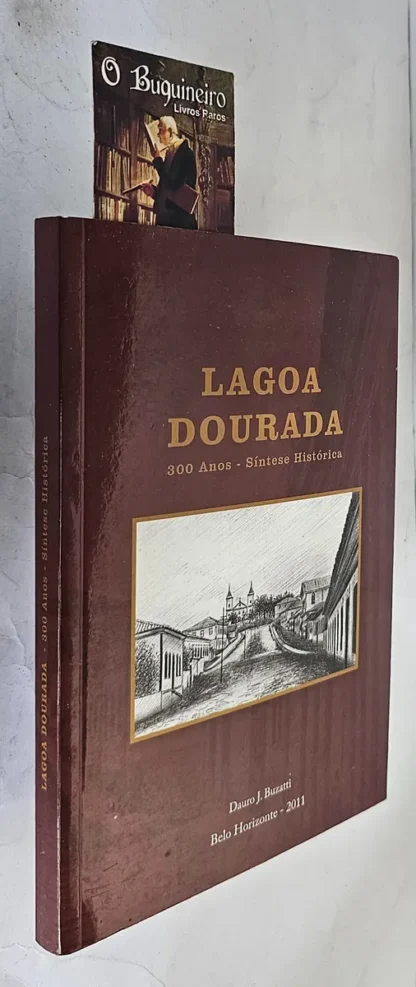 O Buquineiro
Livros Raros
LAGOA
DOURADA
300 Anos - Síntese Histórica
Dauro J. Buzatti
Belo Horizonte - 2011
LAGOA DOURADA - 300 Anos - Síntese Histórica